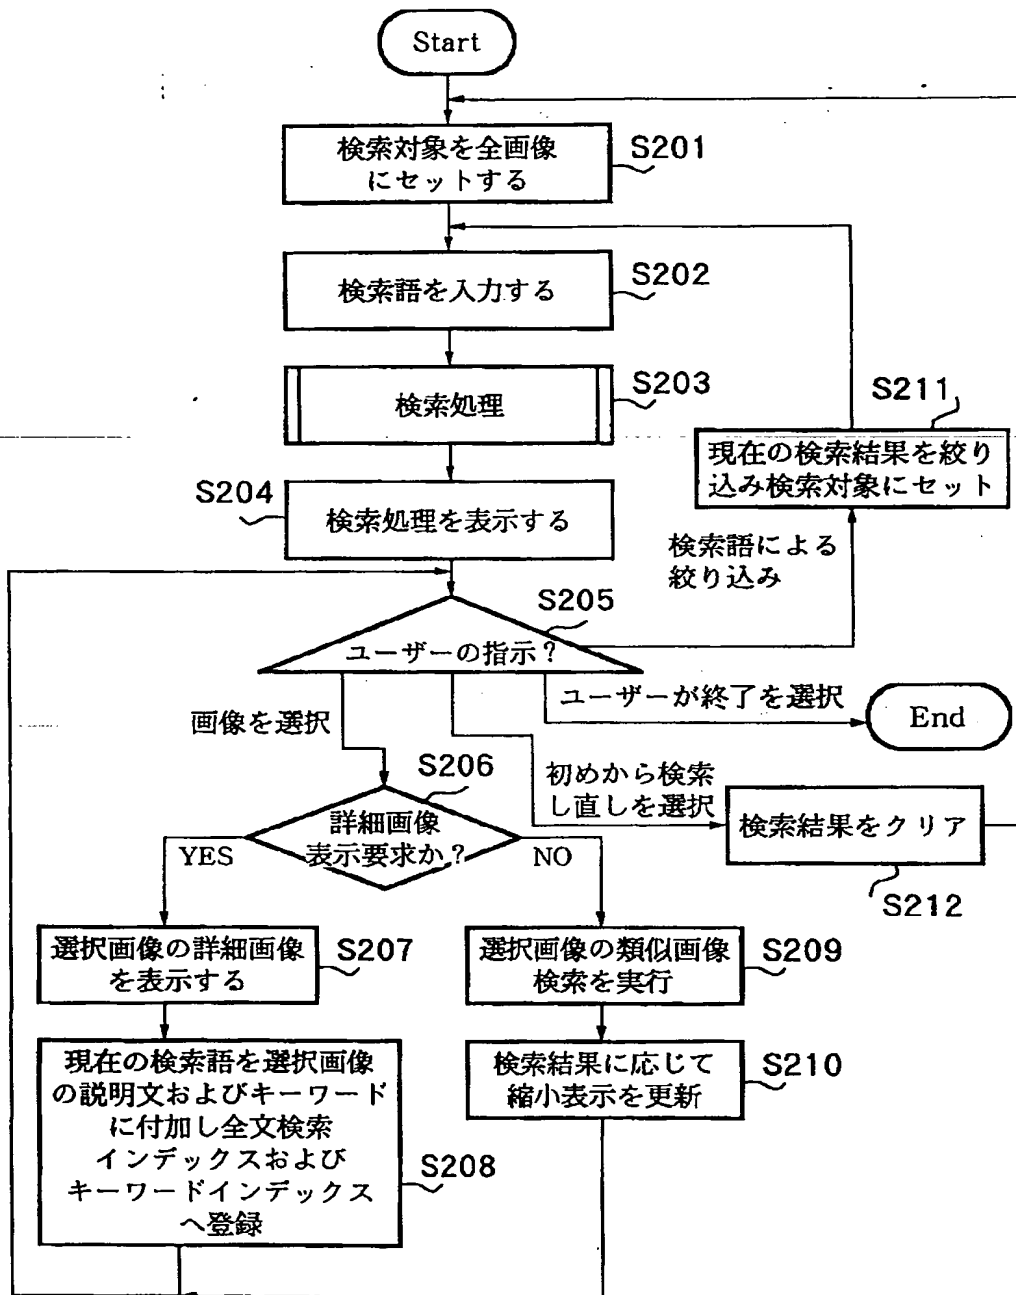 Start
検索対象を全画像
にセットする
S201
検索語を入力する
S202
検索処理
S203
S211
現在の検索結果を絞り
込み検索対象にセット
S204
検索処理を表示する
検索語による
絞り込み
S205
ユーザーの指示?
ユーザーが終了を選択
End
画像を選択
S206
初めから検索
し直しを選択
詳細画像
表示要求か?
YES
NO
検索結果をクリア
S212
選択画像の詳細画像
を表示する
S207
選択画像の類似画像
検索を実行
S209
現在の検索語を選択画像
の説明文およびキーワード
に付加し全文検索
インデックスおよび
キーワードインデックス
へ登録
S208
検索結果に応じて
縮小表示を更新
S210